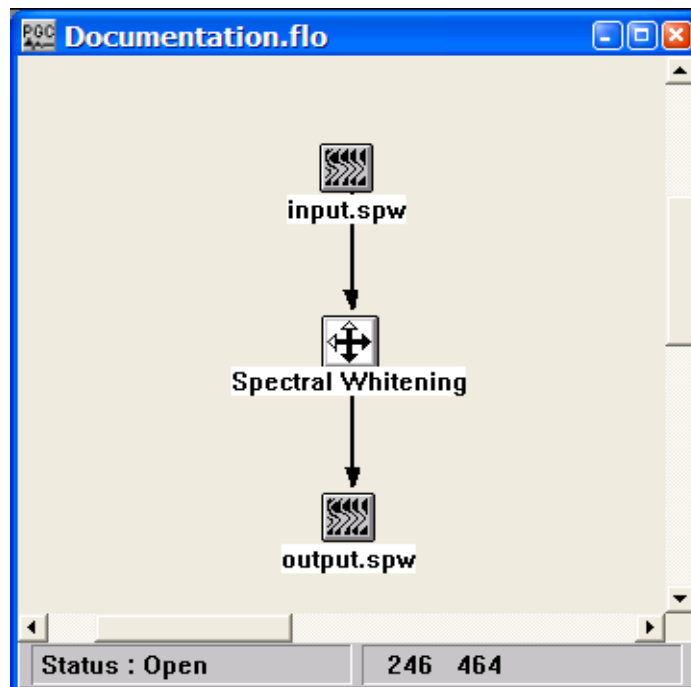 PGC
Documentation.flo
input.spw
Spectral Whitening
output.spw
Status : Open
246 464